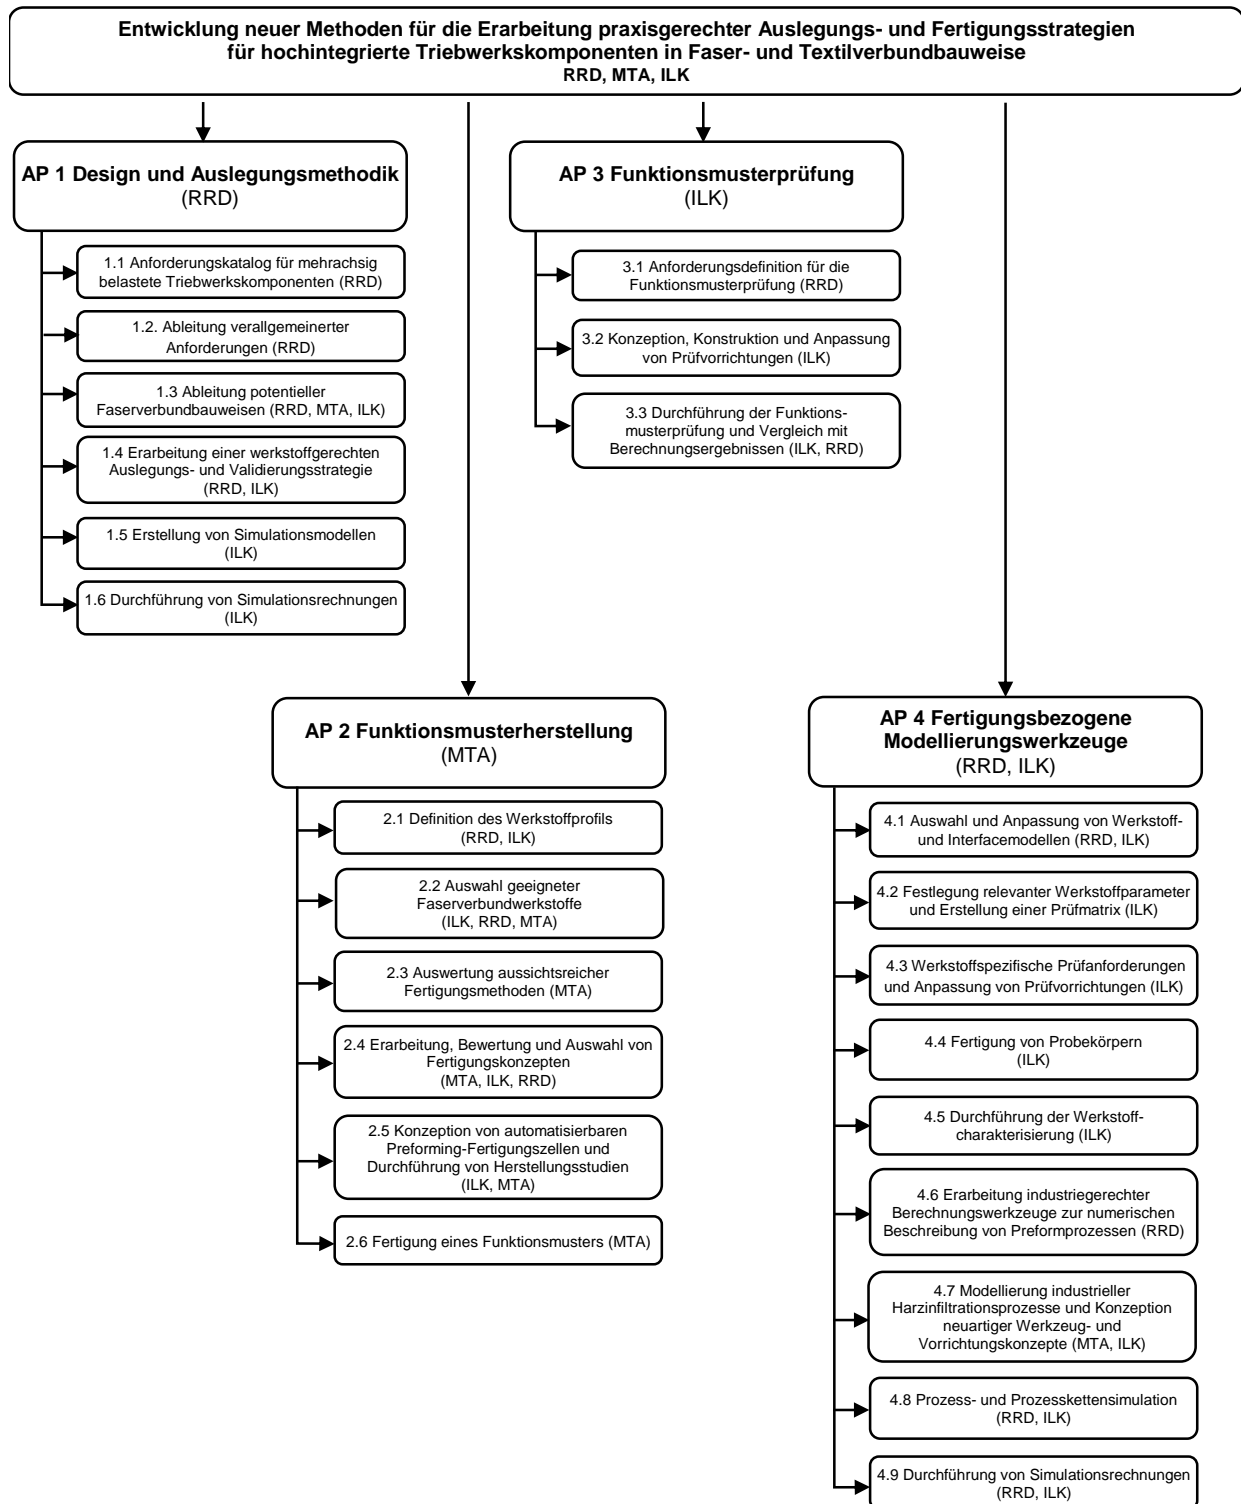 Entwicklung neuer Methoden für die Erarbeitung praxisgerechter Auslegungs- und Fertigungsstrategien
für hochintegrierte Triebwerkskomponenten in Faser- und Textilverbundbauweise
RRD, MTA, ILK
AP 1 Design und Auslegungsmethodik
(RRD)
1.1 Anforderungskatalog für mehrachsig
belastete Triebwerkskomponenten (RRD)
1.2. Ableitung verallgemeinerter
Anforderungen (RRD)
1.3 Ableitung potentieller
Faserverbundbauweisen (RRD, MTA, ILK)
1.4 Erarbeitung einer werkstoffgerechten
Auslegungs- und Validierungsstrategie
(RRD, ILK)
1.5 Erstellung von Simulationsmodellen
(ILK)
1.6 Durchführung von Simulationsrechnungen
(ILK)
AP 3 Funktionsmusterprüfung
(ILK)
3.1 Anforderungsdefinition für die
Funktionsmusterprüfung (RRD)
3.2 Konzeption, Konstruktion und Anpassung
von Prüfvorrichtungen (ILK)
3.3 Durchführung der Funktions-
musterprüfung und Vergleich mit
Berechnungsergebnissen (ILK, RRD)
AP 2 Funktionsmusterherstellung
(MTA)
2.1 Definition des Werkstoffprofils
(RRD, ILK)
2.2 Auswahl geeigneter
Faserverbundwerkstoffe
(ILK, RRD, MTA)
2.3 Auswertung aussichtsreicher
Fertigungsmethoden (MTA)
2.4 Erarbeitung, Bewertung und Auswahl von
Fertigungskonzepten
(MTA, ILK, RRD)
2.5 Konzeption von automatisierbaren
Preforming-Fertigungszellen und
Durchführung von Herstellungsstudien
(ILK, MTA)
2.6 Fertigung eines Funktionsmusters (MTA)
AP 4 Fertigungsbezogene
Modellierungswerkzeuge
(RRD, ILK)
4.1 Auswahl und Anpassung von Werkstoff-
und Interfacemodellen (RRD, ILK)
4.2 Festlegung relevanter Werkstoffparameter
und Erstellung einer Prüfmatrix (ILK)
4.3 Werkstoffspezifische Prüfanforderungen
und Anpassung von Prüfvorrichtungen (ILK)
4.4 Fertigung von Probekörpern
(ILK)
4.5 Durchführung der Werkstoff-
charakterisierung (ILK)
4.6 Erarbeitung industriegerechter
Berechnungswerkzeuge zur numerischen
Beschreibung von Preformprozessen (RRD)
4.7 Modellierung industrieller
Harzinfiltrationsprozesse und Konzeption
neuartiger Werkzeug- und
Vorrichtungskonzepte (MTA, ILK)
4.8 Prozess- und Prozesskettensimulation
(RRD, ILK)
4.9 Durchführung von Simulationsrechnungen
(RRD, ILK)